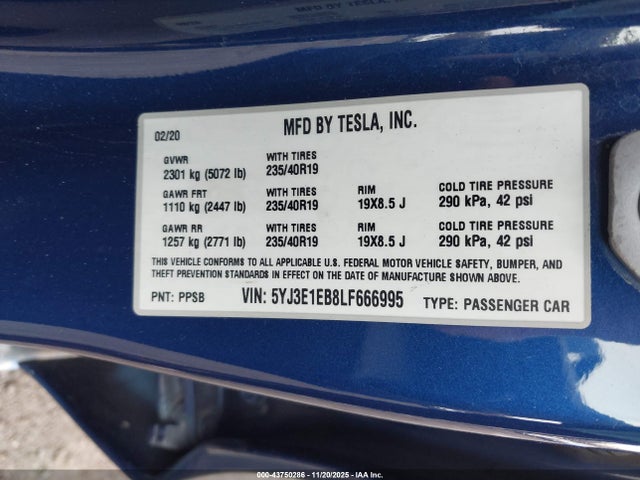 02/20 MFD BY TESLA, INC.
GVWR WITH TIRES
2301 kg (5072 lb) 235/40R19
GAWR FRT WITH TIRES RIM COLD TIRE PRESSURE
1110 kg (2447 lb) 235/40R19 19X8.5 J 290 kPa, 42 psi
GAWR RR WITH TIRES RIM COLD TIRE PRESSURE
1257 kg (2771 lb) 235/40R19 19X8.5 J 290 kPa, 42 psi
THIS VEHICLE CONFORMS TO ALL APPLICABLE U.S. FEDERAL MOTOR VEHICLE SAFETY, BUMPER, AND
THEFT PREVENTION STANDARDS IN EFFECT ON THE DATE OF MANUFACTURE SHOWN ABOVE.
PNT: PPSB VIN: 5YJ3E1EB8LF666995 TYPE: PASSENGER CAR
000-43750286 - 11/20/2025 - IAA Inc.